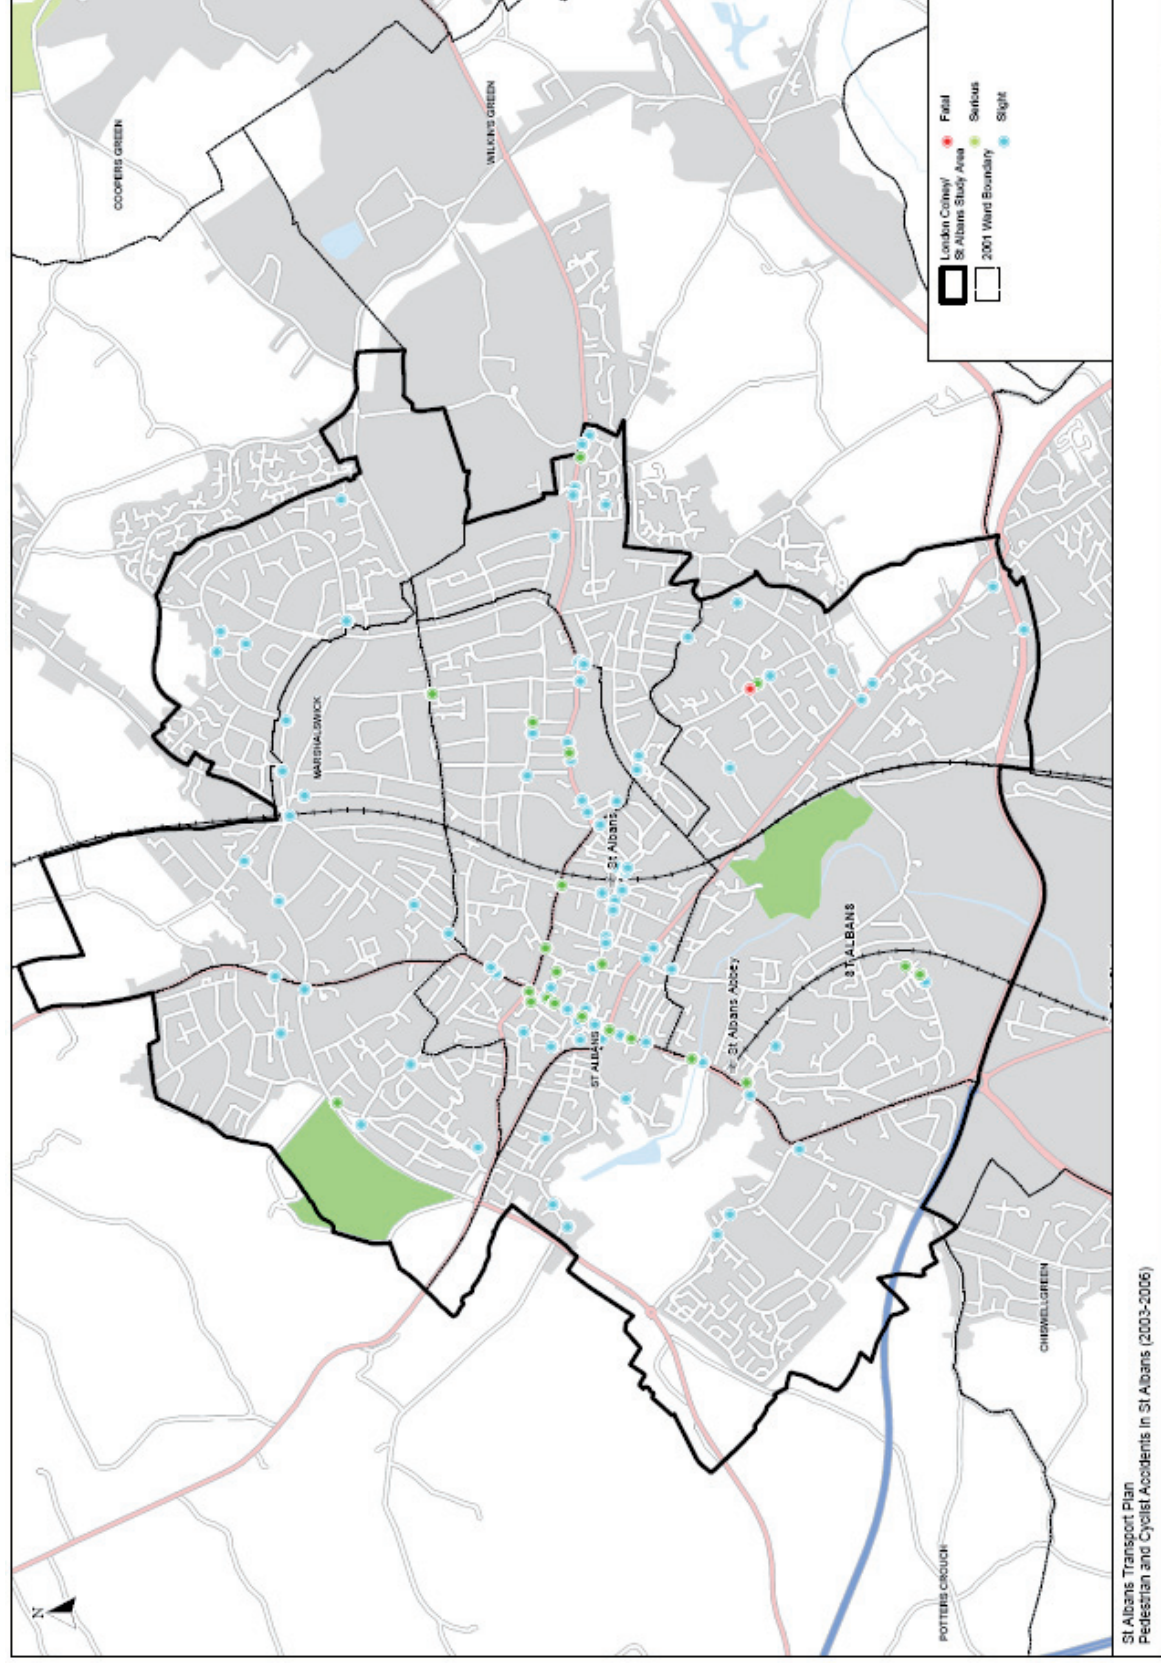 N
COOPERS GREEN
WILKINS GREEN
MARSHALSWICK
St Albans
ST ALBANS
St Albans Abbey
ST ALBANS
CHISWELLGREEN
POTTERS CROUCH
London Colney/
St Albans Study Area
2001 Ward Boundary
Fatal
Serious
Slight
St Albans Transport Plan
Pedestrian and Cyclist Accidents in St Albans (2003-2006)